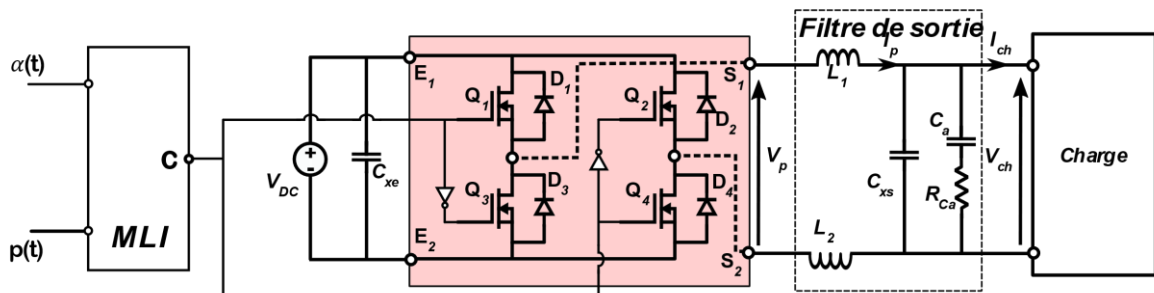 α(t)
p(t)
MLI
C
V_DC
+
-
C_xe
E_1
E_2
Q_1
D_1
Q_3
D_3
Q_2
D_2
Q_4
D_4
S_1
S_2
V_p
Filtre de sortie
L_1
I_p
L_2
C_xs
C_a
R_Ca
I_ch
V_ch
Charge